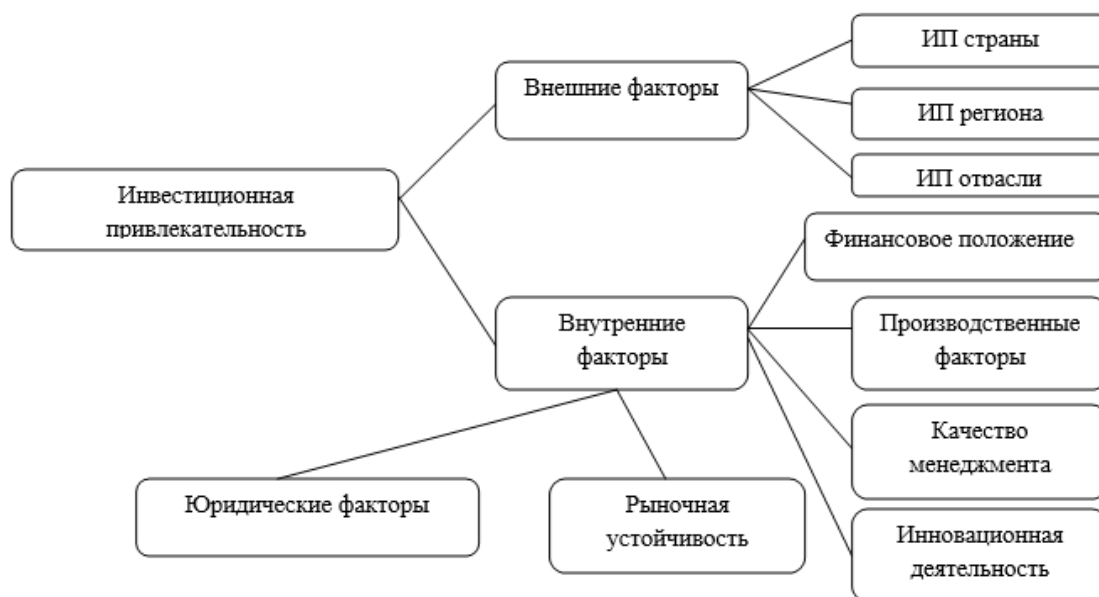 ИП страны
Внешние факторы
ИП региона
ИП отрасли
Инвестиционная
привлекательность
Финансовое положение
Внутренние
факторы
Производственные
факторы
Качество
менеджмента
Юридические факторы
Рыночная
устойчивость
Инновационная
деятельность